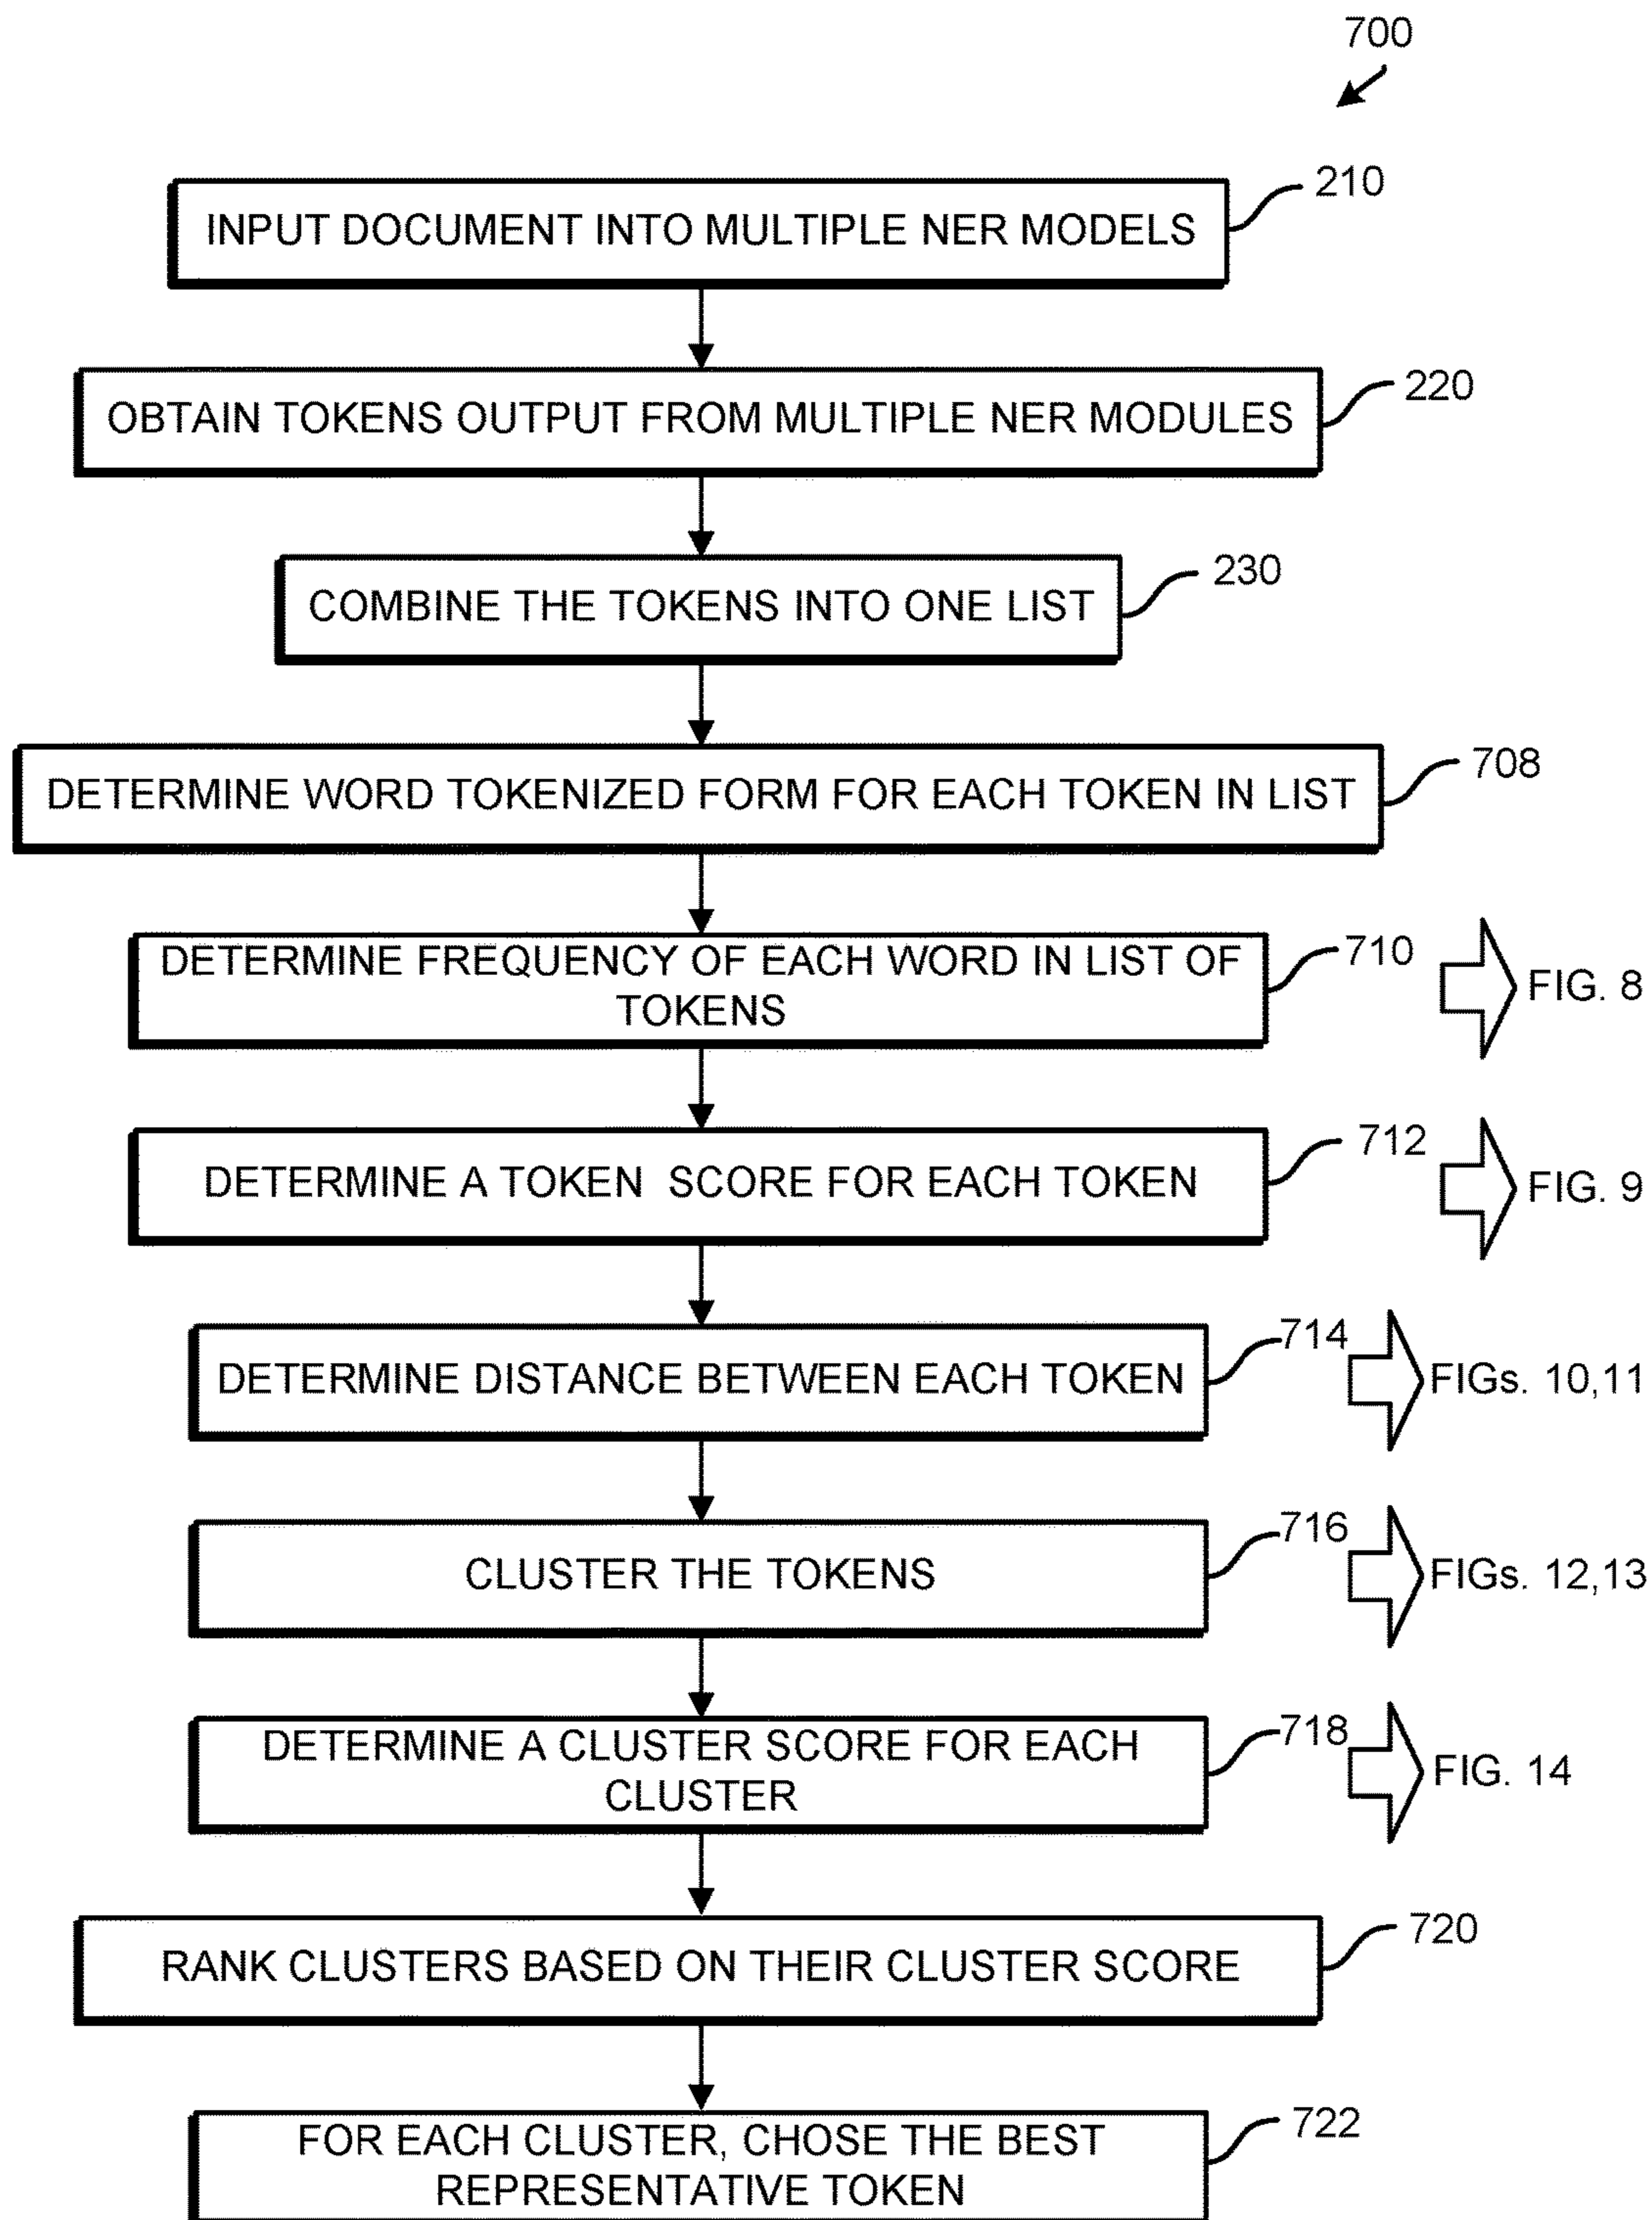 700
INPUT DOCUMENT INTO MULTIPLE NER MODELS
210
OBTAIN TOKENS OUTPUT FROM MULTIPLE NER MODULES
220
COMBINE THE TOKENS INTO ONE LIST
230
DETERMINE WORD TOKENIZED FORM FOR EACH TOKEN IN LIST
708
DETERMINE FREQUENCY OF EACH WORD IN LIST OF
TOKENS
710
FIG. 8
DETERMINE A TOKEN SCORE FOR EACH TOKEN
712
FIG. 9
DETERMINE DISTANCE BETWEEN EACH TOKEN
714
FIGs. 10,11
CLUSTER THE TOKENS
716
FIGs. 12,13
DETERMINE A CLUSTER SCORE FOR EACH
CLUSTER
718
FIG. 14
RANK CLUSTERS BASED ON THEIR CLUSTER SCORE
720
FOR EACH CLUSTER, CHOSE THE BEST
REPRESENTATIVE TOKEN
722